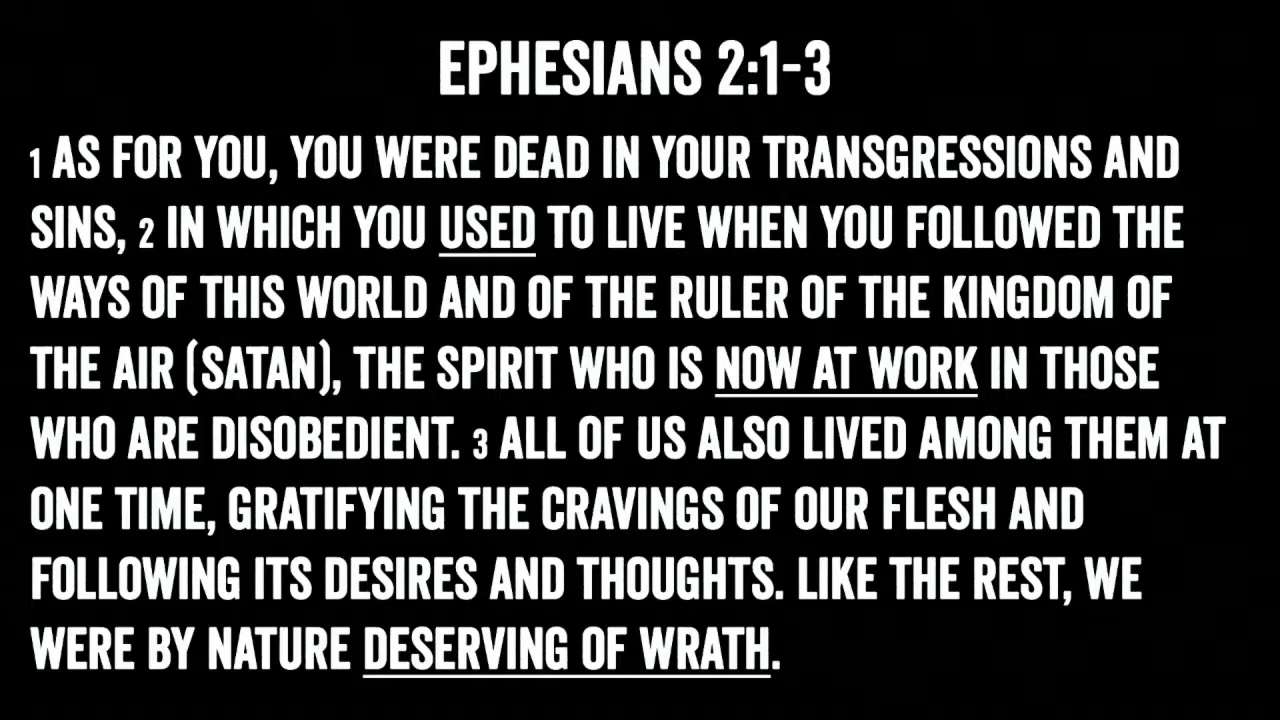 EPHESIANS 2:1-3
1 AS FOR YOU, YOU WERE DEAD IN YOUR TRANSGRESSIONS AND
SINS, 2 IN WHICH YOU USED TO LIVE WHEN YOU FOLLOWED THE
WAYS OF THIS WORLD AND OF THE RULER OF THE KINGDOM OF
THE AIR (SATAN), THE SPIRIT WHO IS NOW AT WORK IN THOSE
WHO ARE DISOBEDIENT. 3 ALL OF US ALSO LIVED AMONG THEM AT
ONE TIME, GRATIFYING THE CRAVINGS OF OUR FLESH AND
FOLLOWING ITS DESIRES AND THOUGHTS. LIKE THE REST, WE
WERE BY NATURE DESERVING OF WRATH.